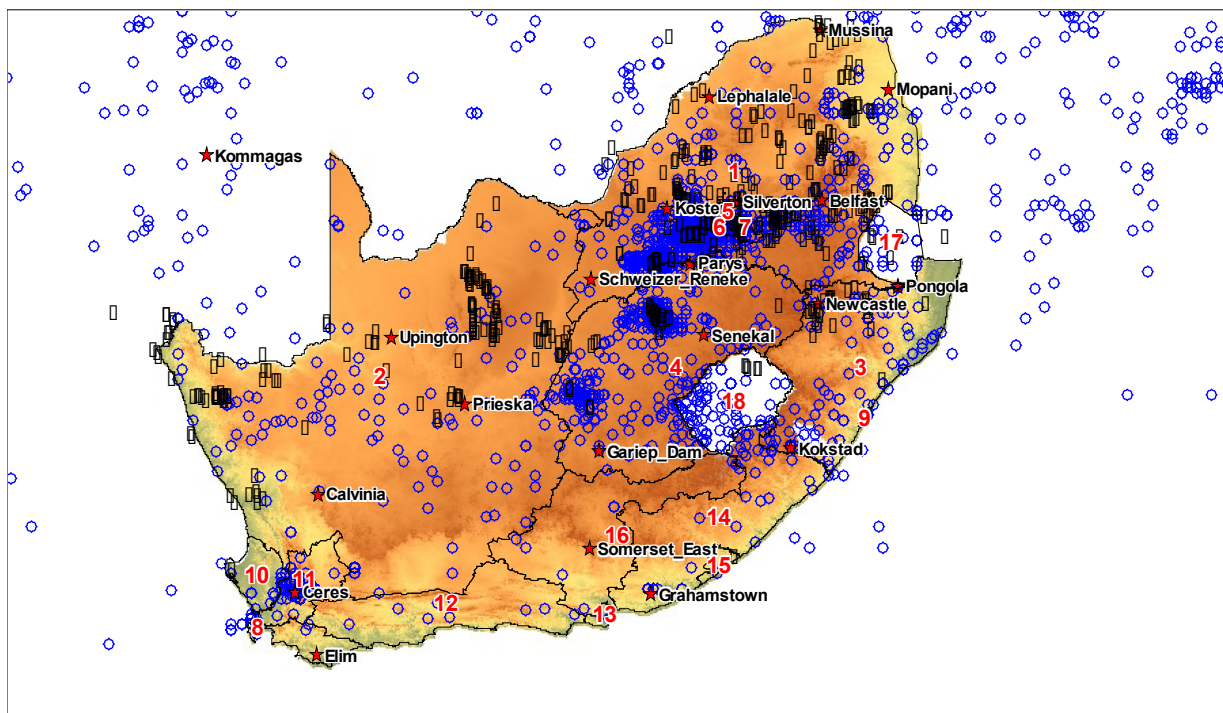 Mussina
Mopani
Lephalale
Kommagas
1
Silverton
Belfast
Koste
5
6
7
17
Parys
Schweizer_Reneke
Pongola
Newcastle
Upington
Senekal
2
4
3
18
Prieska
9
Kokstad
Gariep_Dam
Calvinia
14
16
Somerset_East
15
10
11
Ceres
Grahamstown
12
13
8
Elim